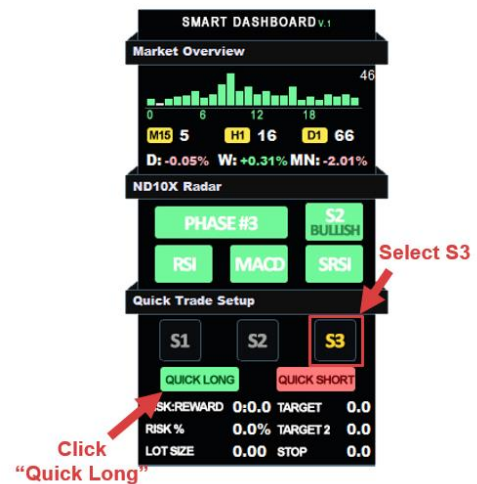 SMART DASHBOARD V.1
Market Overview
46
0 6 12 18
M15 5 H1 16 D1 66
D: -0.05% W: +0.31% MN: -2.01%
ND10X Radar
PHASE #3 S2
BULLISH
RSI MACD SRSI
Select S3
Quick Trade Setup
S1 S2 S3
QUICK LONG QUICK SHORT
0:0.0 TARGET 0.0
RISK % 0.0% TARGET 2 0.0
LOT SIZE 0.00 STOP 0.0
Click
“Quick Long”